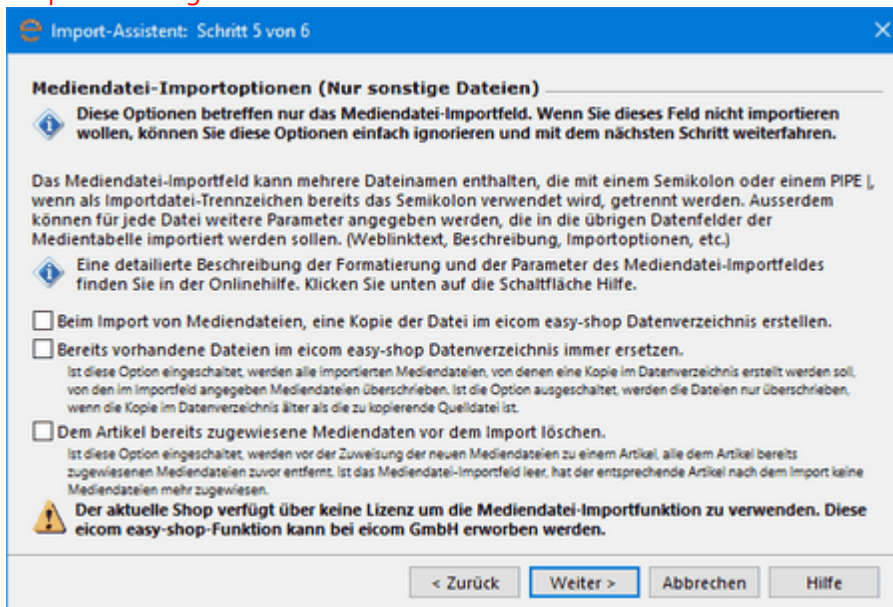 Import-Assistent: Schritt 5 von 6
Mediendatei-Importoptionen (Nur sonstige Dateien)
Diese Optionen betreffen nur das Mediendatei-Importfeld. Wenn Sie dieses Feld nicht importieren
wollen, können Sie diese Optionen einfach ignorieren und mit dem nächsten Schritt weiterfahren.
Das Mediendatei-Importfeld kann mehrere Dateinamen enthalten, die mit einem Semikolon oder einem PIPE |,
wenn als Importdatei-Trennzeichen bereits das Semikolon verwendet wird, getrennt werden. Ausserdem
können für jede Datei weitere Parameter angegeben werden, die in die übrigen Datenfelder der
Medientabelle importiert werden sollen. (Weblinktext, Beschreibung, Importoptionen, etc.)
Eine detailierte Beschreibung der Formatierung und der Parameter des Mediendatei-Importfeldes
finden Sie in der Onlinehilfe. Klicken Sie unten auf die Schaltfläche Hilfe.
Beim Import von Mediendateien, eine Kopie der Datei im eicom easy-shop Datenverzeichnis erstellen.
Bereits vorhandene Dateien im eicom easy-shop Datenverzeichnis immer ersetzen.
Ist diese Option eingeschaltet, werden alle importierten Mediendateien, von denen eine Kopie im Datenverzeichnis erstellt werden soll,
von den im Importfeld angegeben Mediendateien überschrieben. Ist die Option ausgeschaltet, werden die Dateien nur überschrieben,
wenn die Kopie im Datenverzeichnis älter als die zu kopierende Quelldatei ist.
Dem Artikel bereits zugewiesene Mediendaten vor dem Import löschen.
Ist diese Option eingeschaltet, werden vor der Zuweisung der neuen Mediendateien zu einem Artikel, alle dem Artikel bereits
zugewiesenen Mediendateien zuvor entfernt. Ist das Mediendatei-Importfeld leer, hat der entsprechende Artikel nach dem Import keine
Mediendateien mehr zugewiesen.
Der aktuelle Shop verfügt über keine Lizenz um die Mediendatei-Importfunktion zu verwenden. Diese
eicom easy-shop-Funktion kann bei eicom GmbH erworben werden.
< Zurück Weiter > Abbrechen Hilfe